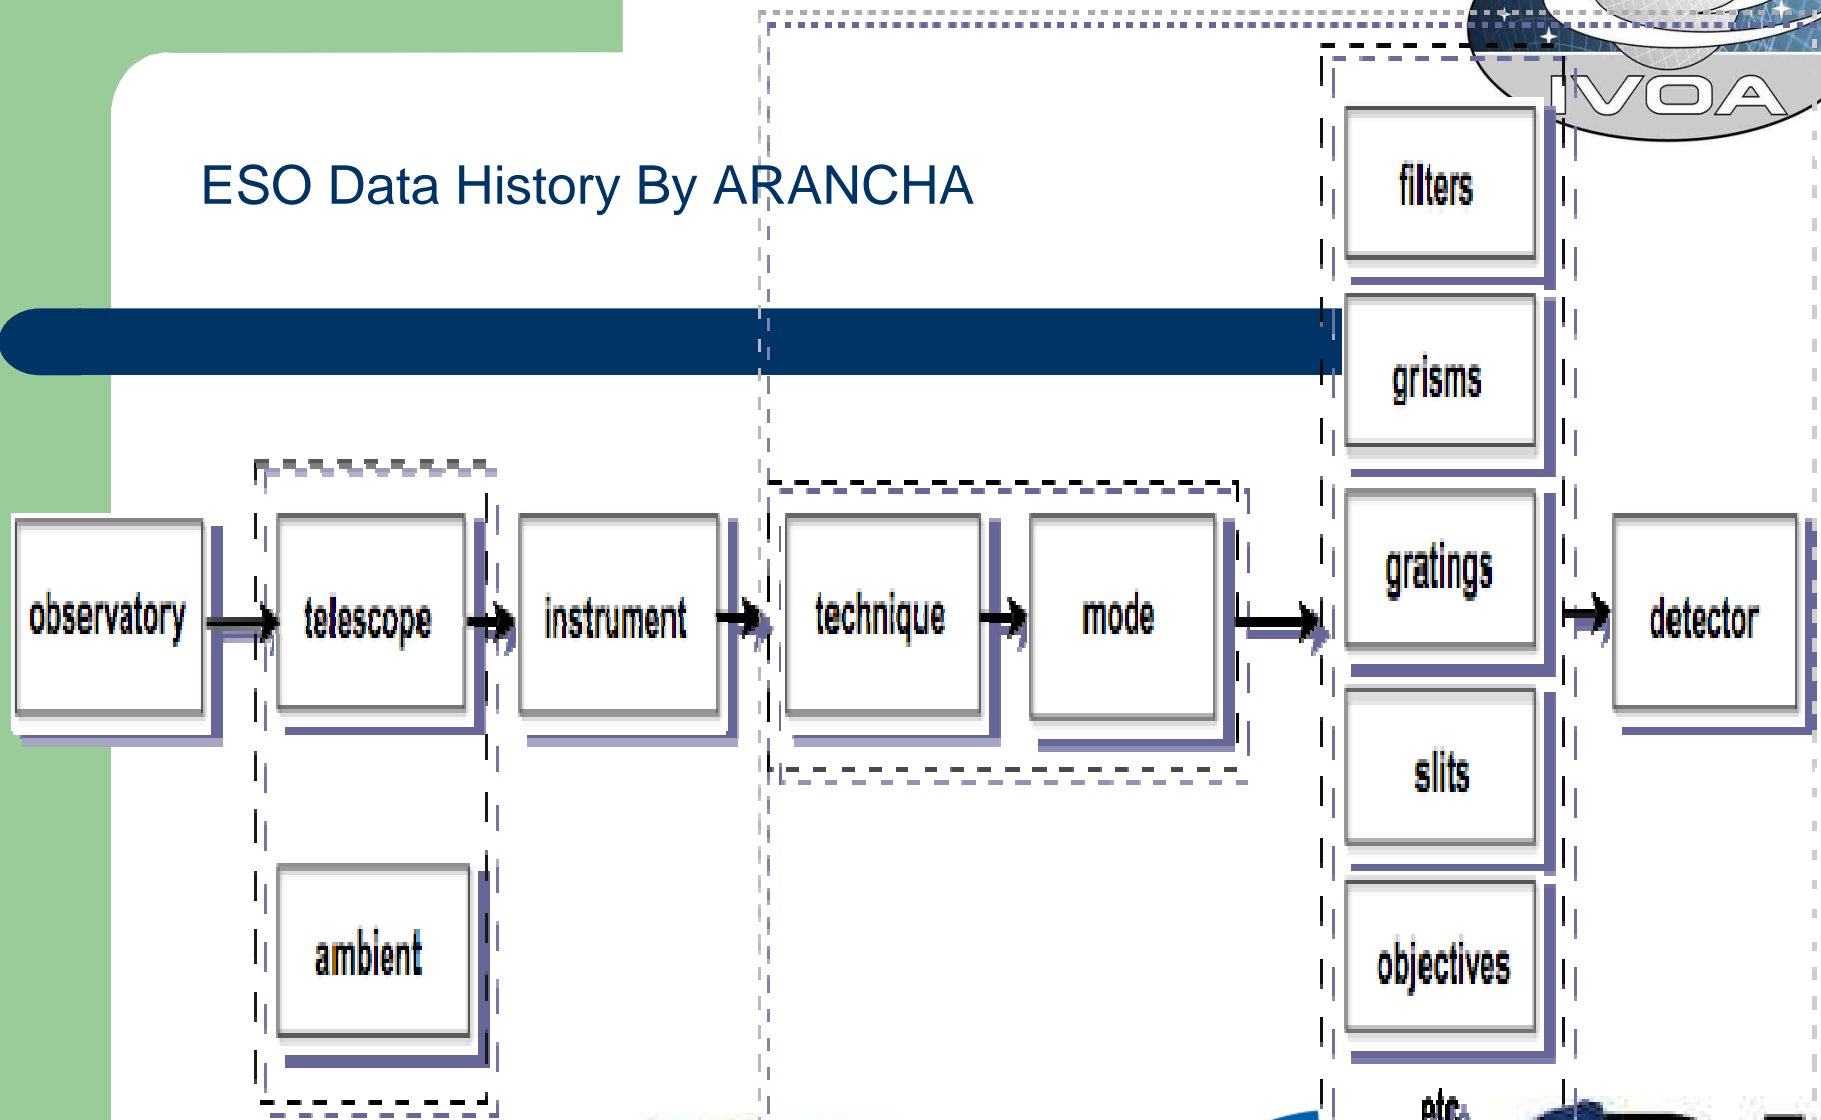 IVOA
ESO Data History By ARANCHA
filters
grisms
gratings
slits
objectives
etc
observatory
telescope
instrument
technique
mode
detector
ambient